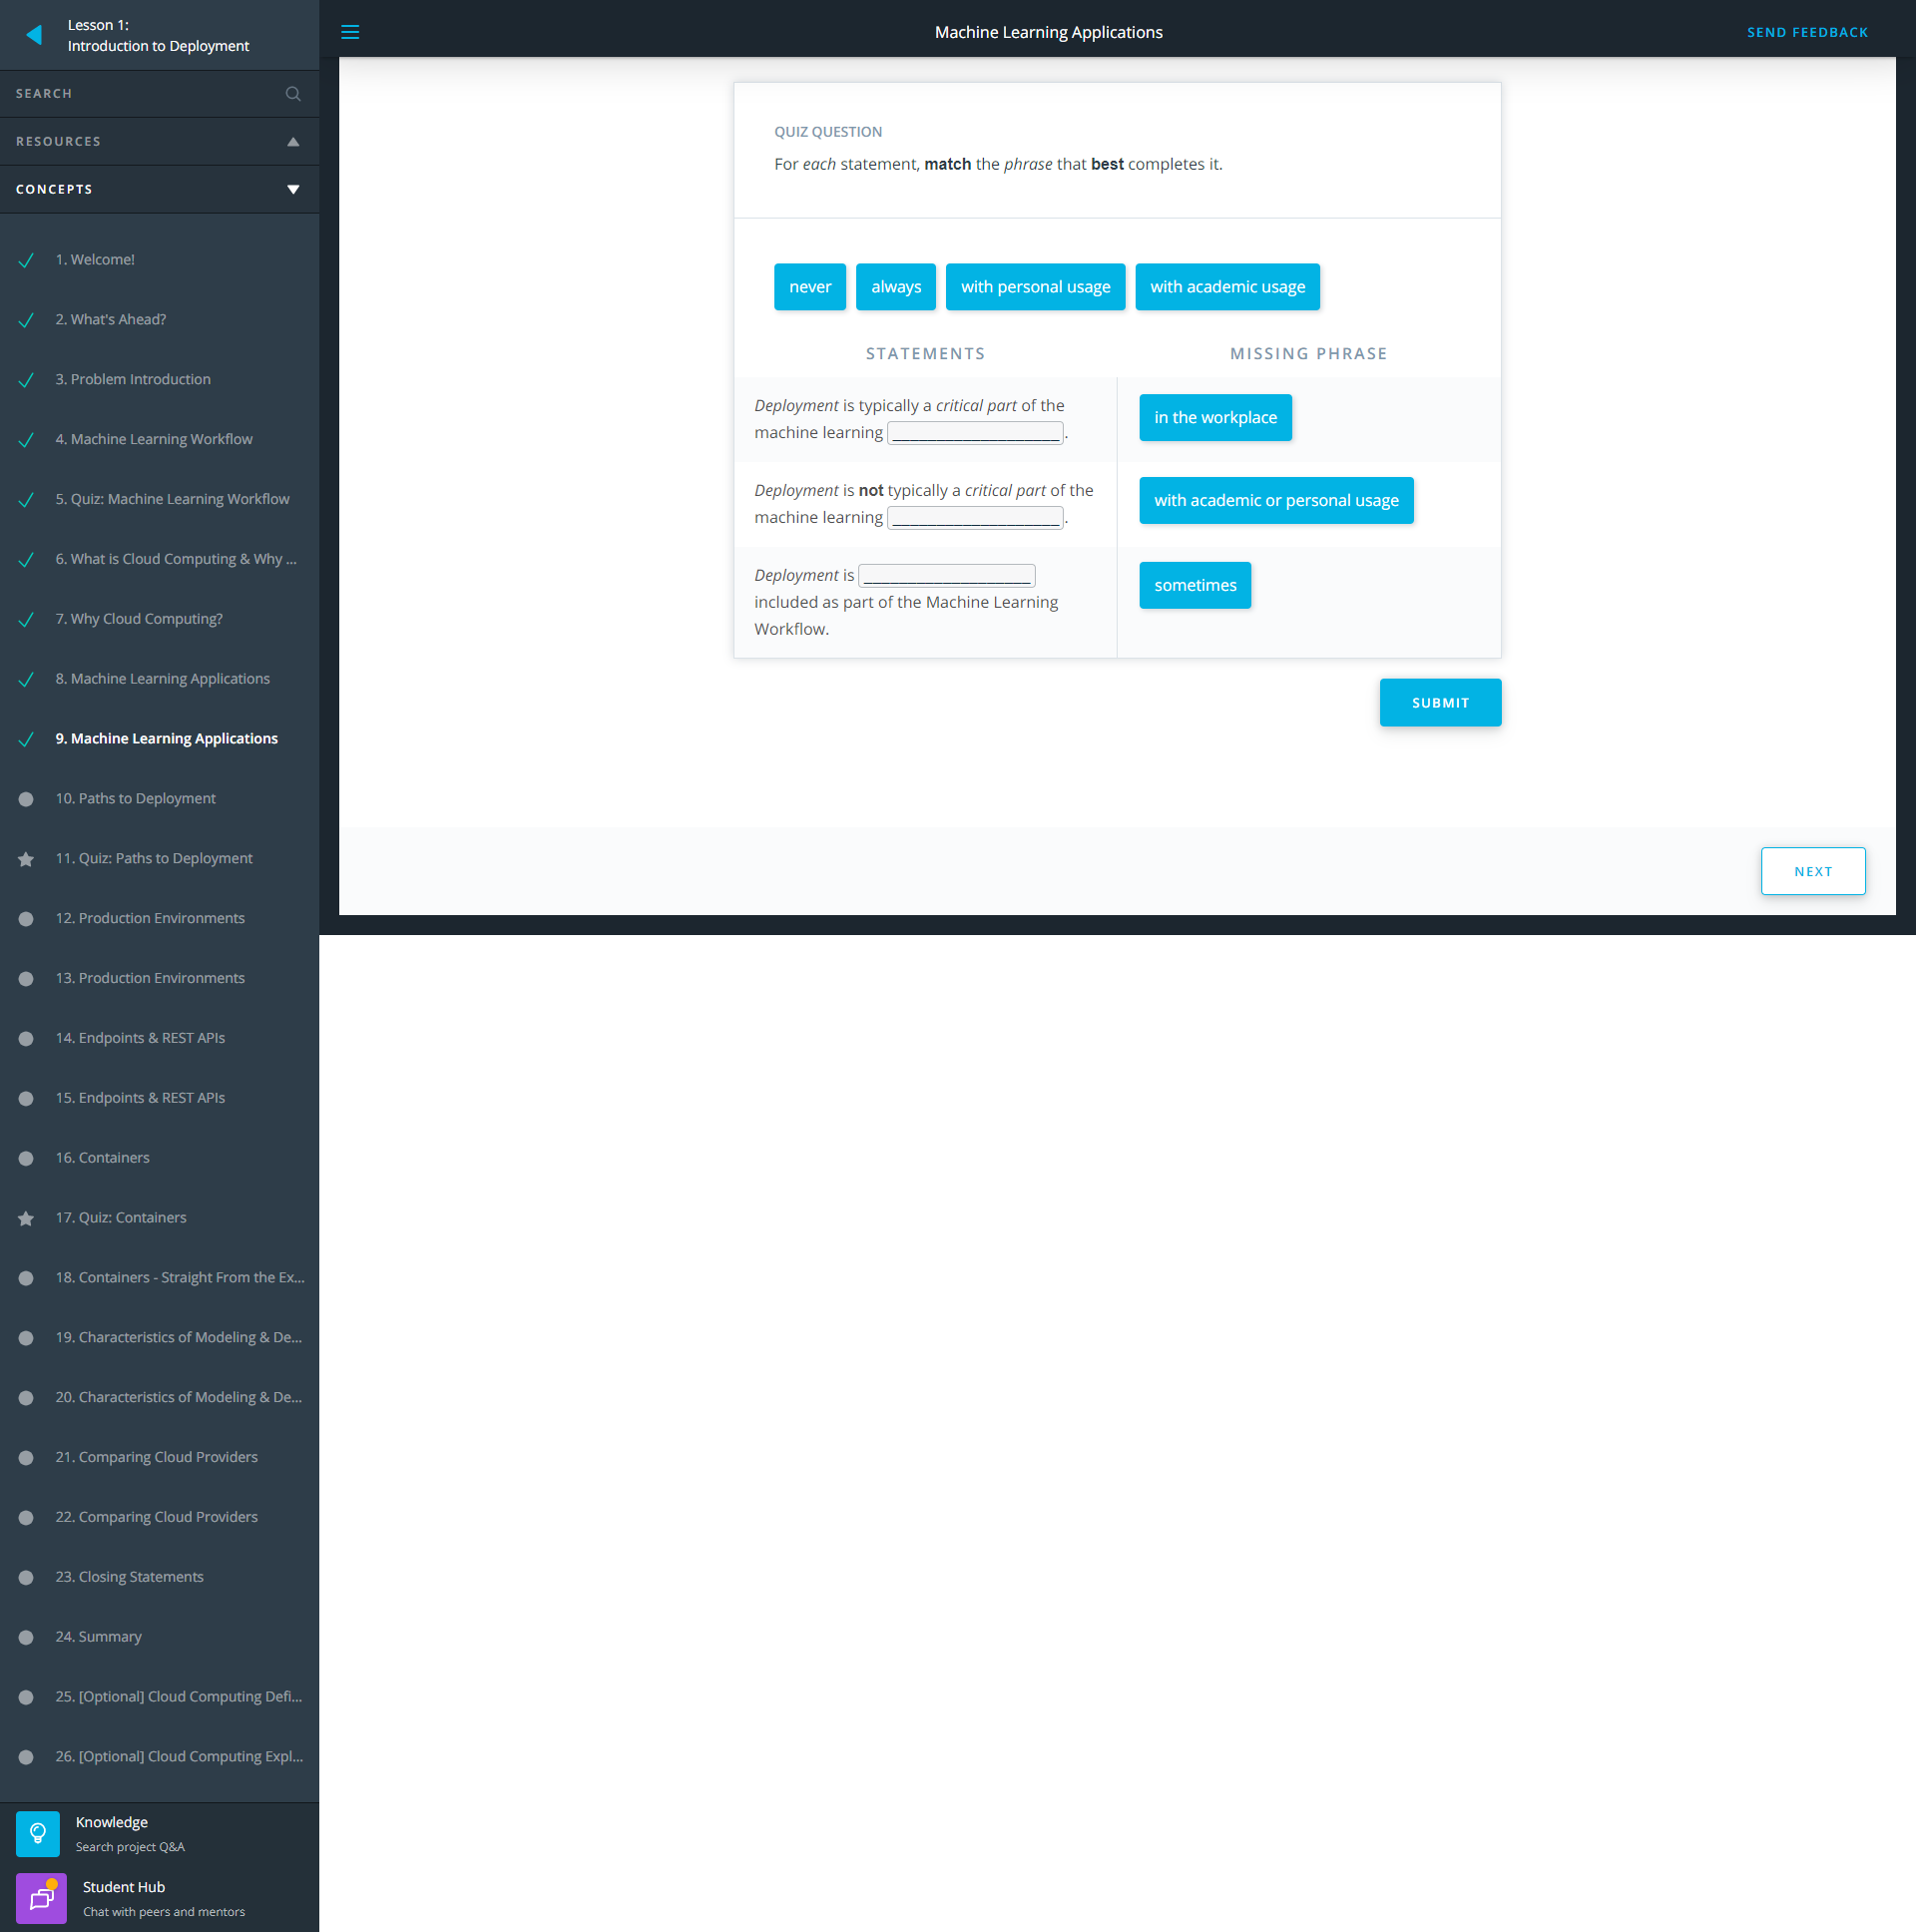 Lesson 1:
Introduction to Deployment
SEARCH
RESOURCES
CONCEPTS
1. Welcome!
2. What's Ahead?
3. Problem Introduction
4. Machine Learning Workflow
5. Quiz: Machine Learning Workflow
6. What is Cloud Computing & Why ...
7. Why Cloud Computing?
8. Machine Learning Applications
9. Machine Learning Applications
10. Paths to Deployment
11. Quiz: Paths to Deployment
12. Production Environments
13. Production Environments
14. Endpoints & REST APIs
15. Endpoints & REST APIs
16. Containers
17. Quiz: Containers
18. Containers - Straight From the Ex...
19. Characteristics of Modeling & De...
20. Characteristics of Modeling & De...
21. Comparing Cloud Providers
22. Comparing Cloud Providers
23. Closing Statements
24. Summary
25. [Optional] Cloud Computing Defi...
26. [Optional] Cloud Computing Expl...
Knowledge
Search project Q&A
Student Hub
Chat with peers and mentors
Machine Learning Applications
SEND FEEDBACK
QUIZ QUESTION
For each statement, match the phrase that best completes it.
never always with personal usage with academic usage
STATEMENTS MISSING PHRASE
Deployment is typically a critical part of the
machine learning ____________________.
in the workplace
Deployment is not typically a critical part of the
machine learning ____________________.
with academic or personal usage
Deployment is ____________________
included as part of the Machine Learning
Workflow.
sometimes
SUBMIT
NEXT